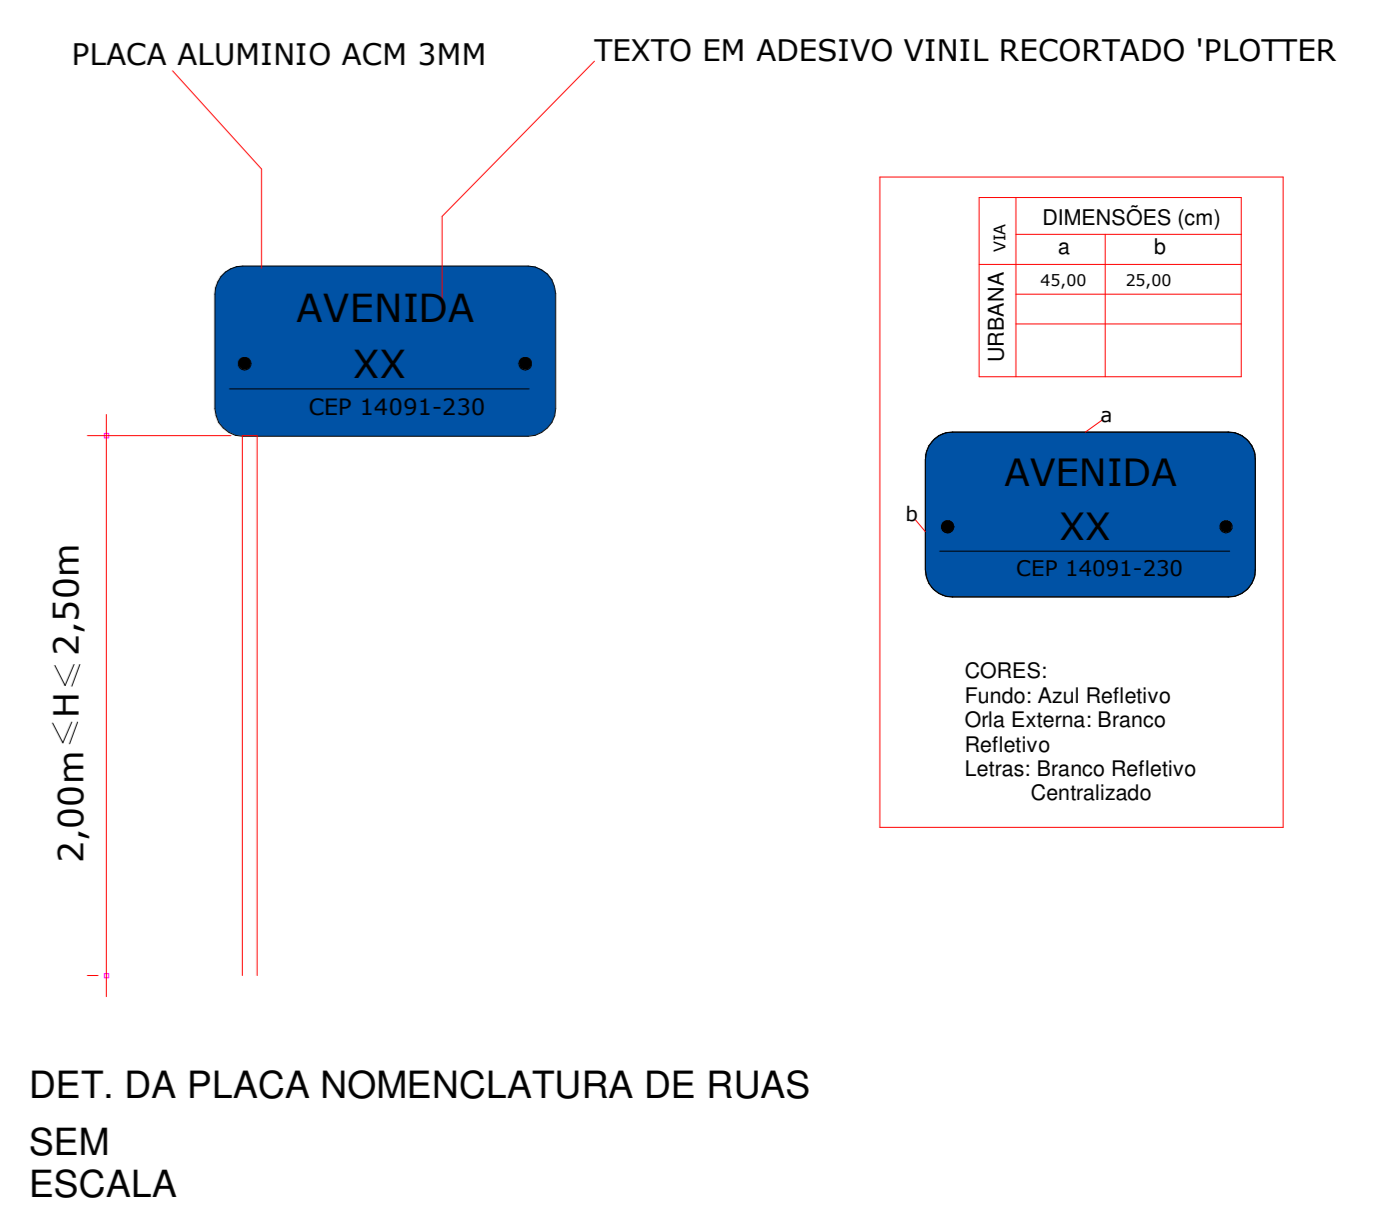 PLACA ALUMINIO ACM 3MM
TEXTO EM ADESIVO VINIL RECORTADO 'PLOTTER
AVENIDA
XX
CEP 14091-230
2,00m⩽H⩽2,50m
VIA
DIMENSÕES (cm)
a
b
URBANA
45,00
25,00
a
b
AVENIDA
XX
CEP 14091-230
CORES:
Fundo: Azul Refletivo
Orla Externa: Branco
Refletivo
Letras: Branco Refletivo
Centralizado
DET. DA PLACA NOMENCLATURA DE RUAS
SEM
ESCALA